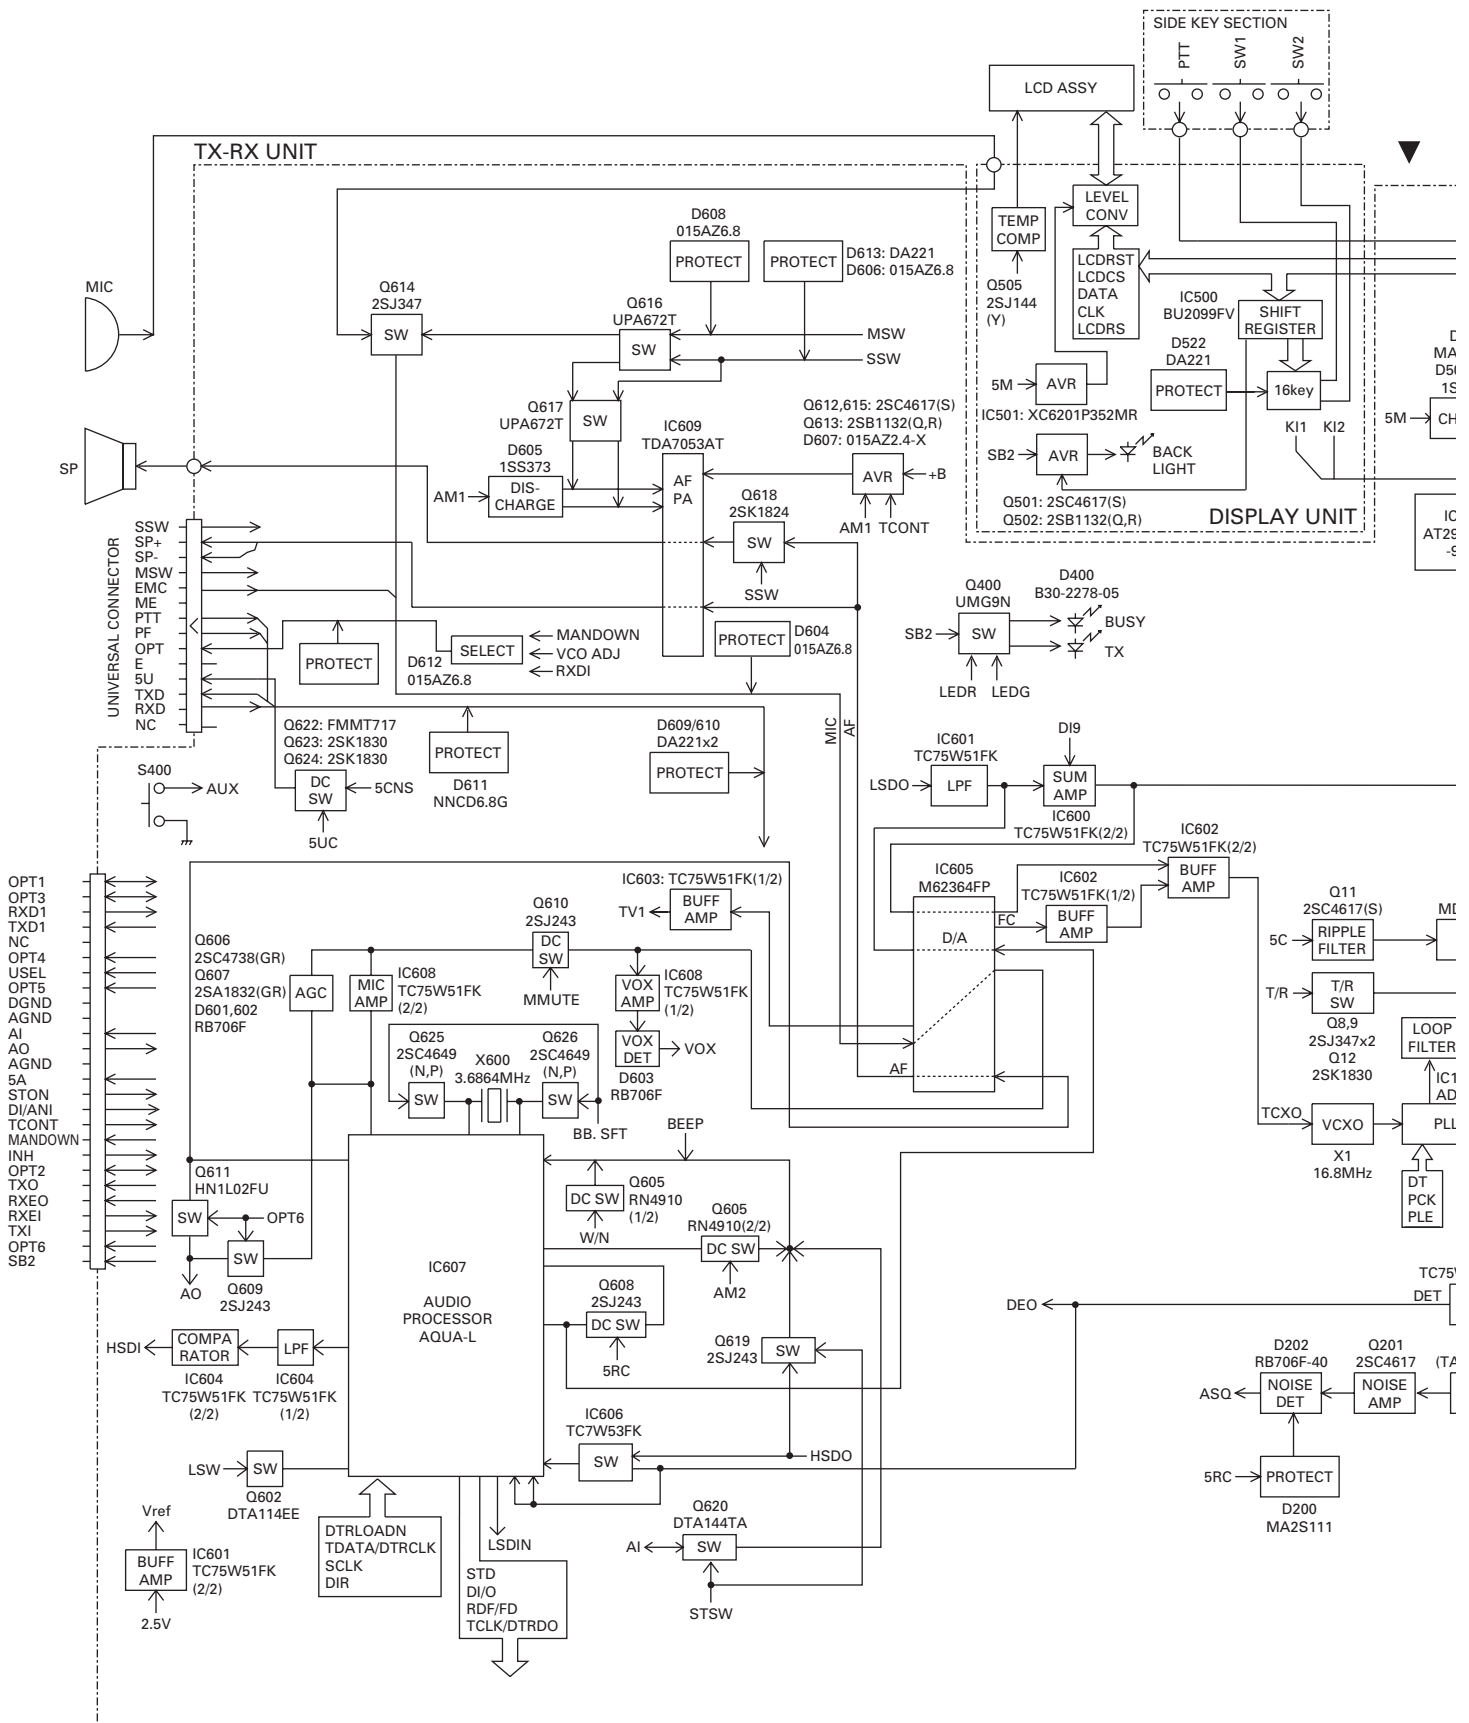 SIDE KEY SECTION
PTT
SW1
SW2
LCD ASSY
TX-RX UNIT
LEVEL
CONV
TEMP
COMP
LCDRST
LCDCS
DATA
CLK
LCDRS
Q505
2SJ144
(Y)
IC500
BU2099FV
SHIFT
REGISTER
D522
DA221
PROTECT
16key
KI1 KI2
5M
AVR
IC501: XC6201P352MR
SB2
AVR
BACK
LIGHT
Q501: 2SC4617(S)
Q502: 2SB1132(Q,R)
DISPLAY UNIT
5M
MIC
D608
015AZ6.8
PROTECT
PROTECT
D613: DA221
D606: 015AZ6.8
Q614
2SJ347
SW
Q616
UPA672T
SW
MSW
SSW
Q617
UPA672T
SW
D605
1SS373
DIS-
CHARGE
AM1
IC609
TDA7053AT
AF
PA
Q612,615: 2SC4617(S)
Q613: 2SB1132(Q,R)
D607: 015AZ2.4-X
AVR
+B
AM1 TCONT
Q618
2SK1824
SW
SSW
SP
UNIVERSAL CONNECTOR
SSW
SP+
SP-
MSW
EMC
ME
PTT
PF
OPT
E
5U
TXD
RXD
NC
PROTECT
D612
015AZ6.8
SELECT
MANDOWN
VCO ADJ
RXDI
PROTECT
D604
015AZ6.8
Q400
UMG9N
SB2
SW
LEDR LEDG
D400
B30-2278-05
BUSY
TX
Q622: FMMT717
Q623: 2SK1830
Q624: 2SK1830
DC
SW
5CNS
5UC
PROTECT
D611
NNCD6.8G
D609/610
DA221x2
PROTECT
MIC
AF
S400
AUX
IC601
TC75W51FK
LSDO
LPF
DI9
SUM
AMP
IC600
TC75W51FK(2/2)
IC602
TC75W51FK(2/2)
BUFF
AMP
IC605
M62364FP
D/A
FC
AF
IC602
TC75W51FK(1/2)
BUFF
AMP
Q11
2SC4617(S)
5C
RIPPLE
FILTER
T/R
T/R
SW
Q8,9
2SJ347x2
Q12
2SK1830
LOOP
FILTER
TCXO
VCXO
X1
16.8MHz
DT
PCK
PLE
OPT1
OPT3
RXD1
TXD1
NC
OPT4
USEL
OPT5
DGND
AGND
AI
AO
AGND
5A
STON
DI/ANI
TCONT
MANDOWN
INH
OPT2
TXO
RXEO
RXEI
TXI
OPT6
SB2
IC603: TC75W51FK(1/2)
TV1
BUFF
AMP
Q610
2SJ243
DC
SW
MMUTE
Q606
2SC4738(GR)
Q607
2SA1832(GR)
D601,602
RB706F
AGC
MIC
AMP
IC608
TC75W51FK
(2/2)
VOX
AMP
IC608
TC75W51FK
(1/2)
VOX
DET
VOX
D603
RB706F
Q625
2SC4649
(N,P)
SW
X600
3.6864MHz
Q626
2SC4649
(N,P)
SW
BB. SFT
BEEP
Q611
HN1L02FU
SW
OPT6
SW
AO
Q609
2SJ243
IC607
AUDIO
PROCESSOR
AQUA-L
DC SW
Q605
RN4910
(1/2)
W/N
Q605
RN4910(2/2)
DC SW
AM2
Q608
2SJ243
DC SW
5RC
Q619
2SJ243
SW
HSDI
COMPA
RATOR
LPF
IC604
TC75W51FK
(2/2)
IC604
TC75W51FK
(1/2)
IC606
TC7W53FK
SW
HSDO
LSW
SW
Q602
DTA114EE
Vref
BUFF
AMP
IC601
TC75W51FK
(2/2)
2.5V
DTRLOADN
TDATA/DTRCLK
SCLK
DIR
LSDIN
STD
DI/O
RDF/FD
TCLK/DTRDO
Q620
DTA144TA
AI
SW
STSW
DEO
DET
D202
RB706F-40
ASQ
NOISE
DET
Q201
2SC4617
NOISE
AMP
5RC
PROTECT
D200
MA2S111